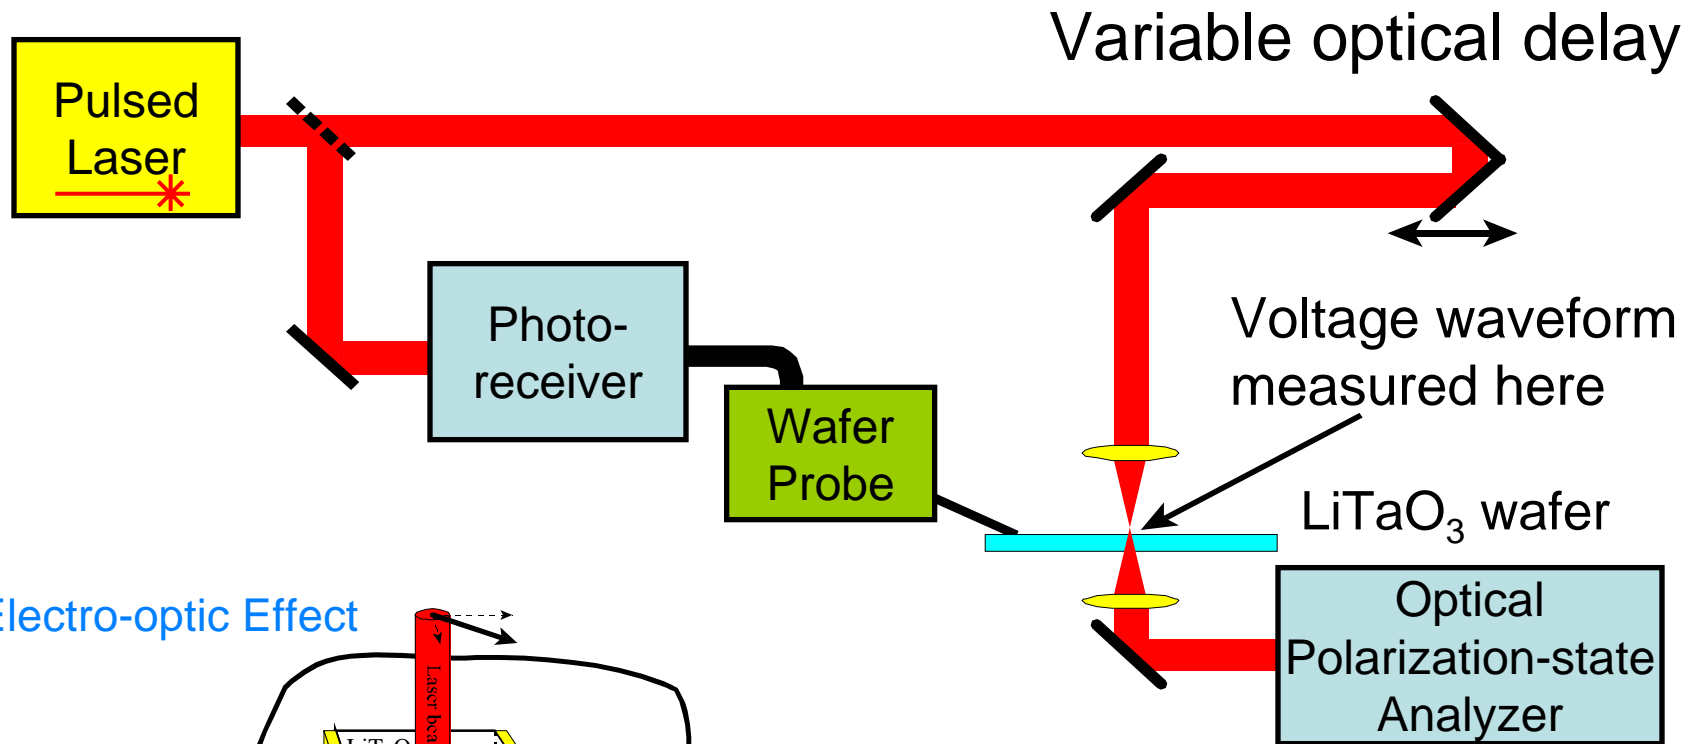 Variable optical delay
Pulsed
Laser
Photo-
receiver
Voltage waveform
measured here
Wafer
Probe
LiTaO₃ wafer
Optical
Polarization-state
Analyzer
Electro-optic Effect
Laser